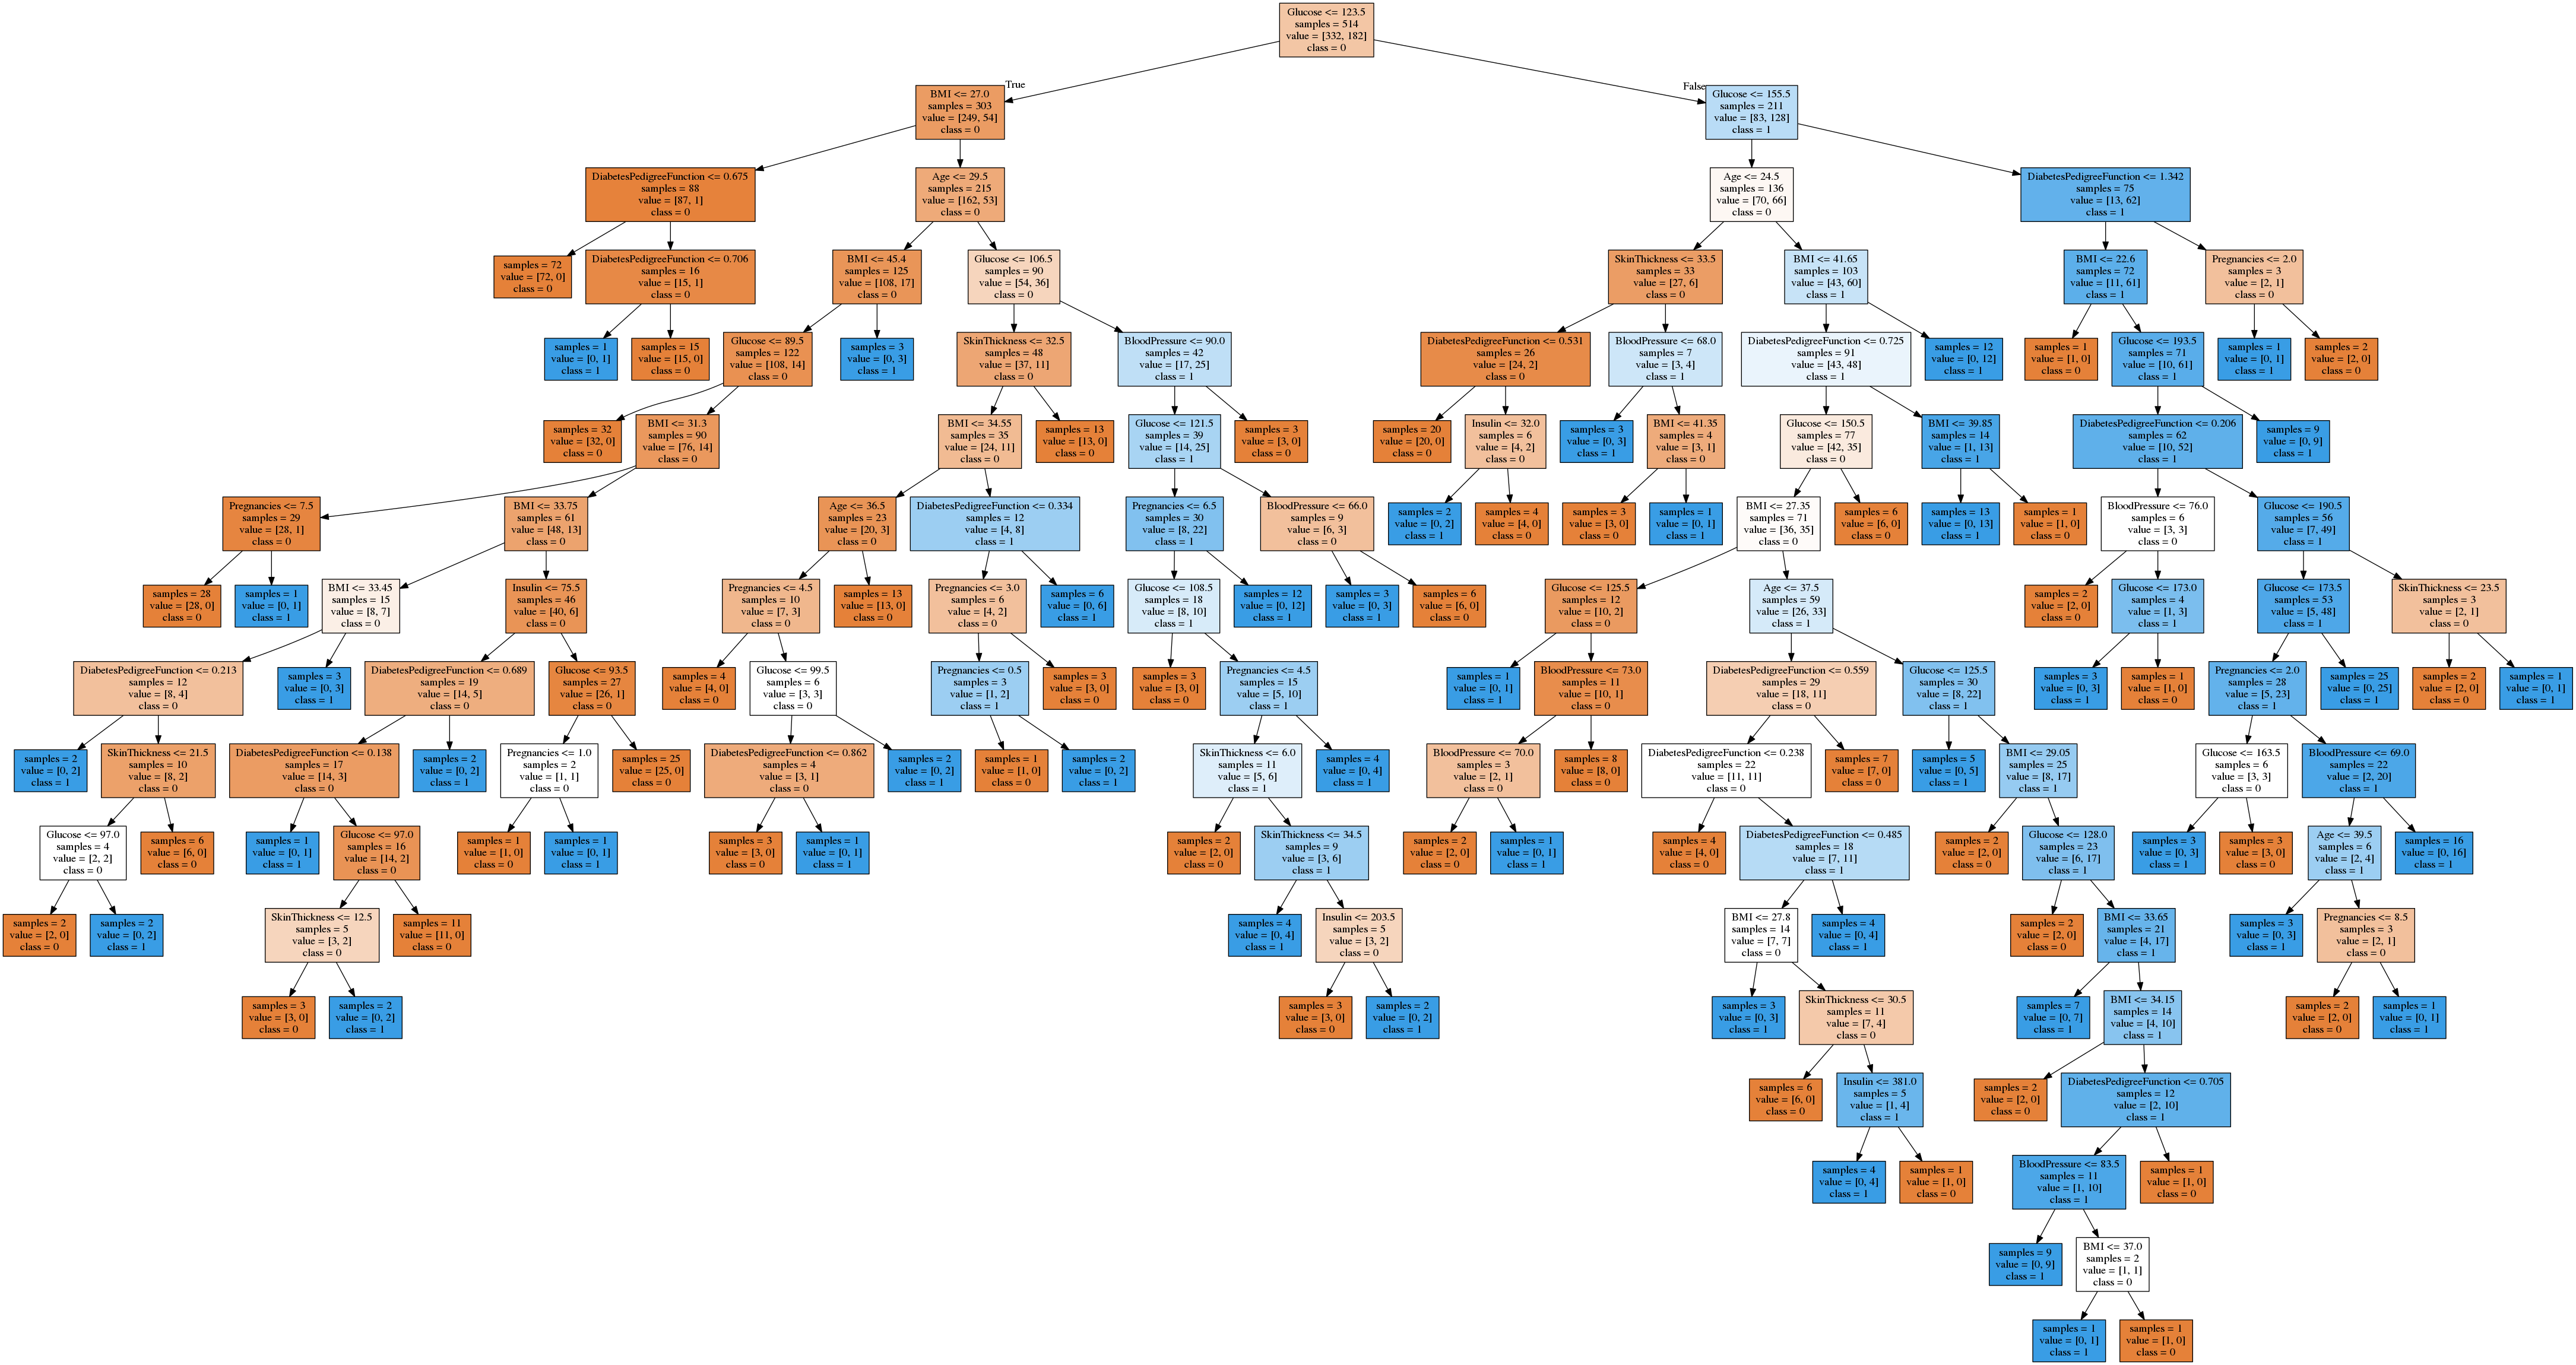 Glucose <= 123.5
samples = 514
value = [332, 182]
class = 0
True
False
BMI <= 27.0
samples = 303
value = [249, 54]
class = 0
Glucose <= 155.5
samples = 211
value = [83, 128]
class = 1
DiabetesPedigreeFunction <= 0.675
samples = 88
value = [87, 1]
class = 0
Age <= 29.5
samples = 215
value = [162, 53]
class = 0
Age <= 24.5
samples = 136
value = [70, 66]
class = 0
DiabetesPedigreeFunction <= 1.342
samples = 75
value = [13, 62]
class = 1
samples = 72
value = [72, 0]
class = 0
DiabetesPedigreeFunction <= 0.706
samples = 16
value = [15, 1]
class = 0
BMI <= 45.4
samples = 125
value = [108, 17]
class = 0
Glucose <= 106.5
samples = 90
value = [54, 36]
class = 0
SkinThickness <= 33.5
samples = 33
value = [27, 6]
class = 0
BMI <= 41.65
samples = 103
value = [43, 60]
class = 1
BMI <= 22.6
samples = 72
value = [11, 61]
class = 1
Pregnancies <= 2.0
samples = 3
value = [2, 1]
class = 0
samples = 1
value = [0, 1]
class = 1
samples = 15
value = [15, 0]
class = 0
Glucose <= 89.5
samples = 122
value = [108, 14]
class = 0
samples = 3
value = [0, 3]
class = 1
SkinThickness <= 32.5
samples = 48
value = [37, 11]
class = 0
BloodPressure <= 90.0
samples = 42
value = [17, 25]
class = 1
DiabetesPedigreeFunction <= 0.531
samples = 26
value = [24, 2]
class = 0
BloodPressure <= 68.0
samples = 7
value = [3, 4]
class = 1
DiabetesPedigreeFunction <= 0.725
samples = 91
value = [43, 48]
class = 1
samples = 12
value = [0, 12]
class = 1
samples = 1
value = [1, 0]
class = 0
Glucose <= 193.5
samples = 71
value = [10, 61]
class = 1
samples = 1
value = [0, 1]
class = 1
samples = 2
value = [2, 0]
class = 0
samples = 32
value = [32, 0]
class = 0
BMI <= 31.3
samples = 90
value = [76, 14]
class = 0
BMI <= 34.55
samples = 35
value = [24, 11]
class = 0
samples = 13
value = [13, 0]
class = 0
Glucose <= 121.5
samples = 39
value = [14, 25]
class = 1
samples = 3
value = [3, 0]
class = 0
samples = 20
value = [20, 0]
class = 0
Insulin <= 32.0
samples = 6
value = [4, 2]
class = 0
samples = 3
value = [0, 3]
class = 1
BMI <= 41.35
samples = 4
value = [3, 1]
class = 0
Glucose <= 150.5
samples = 77
value = [42, 35]
class = 0
BMI <= 39.85
samples = 14
value = [1, 13]
class = 1
DiabetesPedigreeFunction <= 0.206
samples = 62
value = [10, 52]
class = 1
samples = 9
value = [0, 9]
class = 1
Pregnancies <= 7.5
samples = 29
value = [28, 1]
class = 0
BMI <= 33.75
samples = 61
value = [48, 13]
class = 0
Age <= 36.5
samples = 23
value = [20, 3]
class = 0
DiabetesPedigreeFunction <= 0.334
samples = 12
value = [4, 8]
class = 1
Pregnancies <= 6.5
samples = 30
value = [8, 22]
class = 1
BloodPressure <= 66.0
samples = 9
value = [6, 3]
class = 0
samples = 2
value = [0, 2]
class = 1
samples = 4
value = [4, 0]
class = 0
samples = 3
value = [3, 0]
class = 0
samples = 1
value = [0, 1]
class = 1
BMI <= 27.35
samples = 71
value = [36, 35]
class = 0
samples = 6
value = [6, 0]
class = 0
samples = 13
value = [0, 13]
class = 1
samples = 1
value = [1, 0]
class = 0
BloodPressure <= 76.0
samples = 6
value = [3, 3]
class = 0
Glucose <= 190.5
samples = 56
value = [7, 49]
class = 1
samples = 28
value = [28, 0]
class = 0
samples = 1
value = [0, 1]
class = 1
BMI <= 33.45
samples = 15
value = [8, 7]
class = 0
Insulin <= 75.5
samples = 46
value = [40, 6]
class = 0
Pregnancies <= 4.5
samples = 10
value = [7, 3]
class = 0
samples = 13
value = [13, 0]
class = 0
Pregnancies <= 3.0
samples = 6
value = [4, 2]
class = 0
samples = 6
value = [0, 6]
class = 1
Glucose <= 108.5
samples = 18
value = [8, 10]
class = 1
samples = 12
value = [0, 12]
class = 1
samples = 3
value = [0, 3]
class = 1
samples = 6
value = [6, 0]
class = 0
Glucose <= 125.5
samples = 12
value = [10, 2]
class = 0
Age <= 37.5
samples = 59
value = [26, 33]
class = 1
samples = 2
value = [2, 0]
class = 0
Glucose <= 173.0
samples = 4
value = [1, 3]
class = 1
Glucose <= 173.5
samples = 53
value = [5, 48]
class = 1
SkinThickness <= 23.5
samples = 3
value = [2, 1]
class = 0
DiabetesPedigreeFunction <= 0.213
samples = 12
value = [8, 4]
class = 0
samples = 3
value = [0, 3]
class = 1
DiabetesPedigreeFunction <= 0.689
samples = 19
value = [14, 5]
class = 0
Glucose <= 93.5
samples = 27
value = [26, 1]
class = 0
samples = 4
value = [4, 0]
class = 0
Glucose <= 99.5
samples = 6
value = [3, 3]
class = 0
Pregnancies <= 0.5
samples = 3
value = [1, 2]
class = 1
samples = 3
value = [3, 0]
class = 0
samples = 3
value = [3, 0]
class = 0
Pregnancies <= 4.5
samples = 15
value = [5, 10]
class = 1
samples = 1
value = [0, 1]
class = 1
BloodPressure <= 73.0
samples = 11
value = [10, 1]
class = 0
DiabetesPedigreeFunction <= 0.559
samples = 29
value = [18, 11]
class = 0
Glucose <= 125.5
samples = 30
value = [8, 22]
class = 1
samples = 3
value = [0, 3]
class = 1
samples = 1
value = [1, 0]
class = 0
Pregnancies <= 2.0
samples = 28
value = [5, 23]
class = 1
samples = 25
value = [0, 25]
class = 1
samples = 2
value = [2, 0]
class = 0
samples = 1
value = [0, 1]
class = 1
samples = 2
value = [0, 2]
class = 1
SkinThickness <= 21.5
samples = 10
value = [8, 2]
class = 0
DiabetesPedigreeFunction <= 0.138
samples = 17
value = [14, 3]
class = 0
samples = 2
value = [0, 2]
class = 1
Pregnancies <= 1.0
samples = 2
value = [1, 1]
class = 0
samples = 25
value = [25, 0]
class = 0
DiabetesPedigreeFunction <= 0.862
samples = 4
value = [3, 1]
class = 0
samples = 2
value = [0, 2]
class = 1
samples = 1
value = [1, 0]
class = 0
samples = 2
value = [0, 2]
class = 1
SkinThickness <= 6.0
samples = 11
value = [5, 6]
class = 1
samples = 4
value = [0, 4]
class = 1
BloodPressure <= 70.0
samples = 3
value = [2, 1]
class = 0
samples = 8
value = [8, 0]
class = 0
DiabetesPedigreeFunction <= 0.238
samples = 22
value = [11, 11]
class = 0
samples = 7
value = [7, 0]
class = 0
samples = 5
value = [0, 5]
class = 1
BMI <= 29.05
samples = 25
value = [8, 17]
class = 1
Glucose <= 163.5
samples = 6
value = [3, 3]
class = 0
BloodPressure <= 69.0
samples = 22
value = [2, 20]
class = 1
Glucose <= 97.0
samples = 4
value = [2, 2]
class = 0
samples = 6
value = [6, 0]
class = 0
samples = 1
value = [0, 1]
class = 1
Glucose <= 97.0
samples = 16
value = [14, 2]
class = 0
samples = 1
value = [1, 0]
class = 0
samples = 1
value = [0, 1]
class = 1
samples = 3
value = [3, 0]
class = 0
samples = 1
value = [0, 1]
class = 1
samples = 2
value = [2, 0]
class = 0
SkinThickness <= 34.5
samples = 9
value = [3, 6]
class = 1
samples = 2
value = [2, 0]
class = 0
samples = 1
value = [0, 1]
class = 1
samples = 4
value = [4, 0]
class = 0
DiabetesPedigreeFunction <= 0.485
samples = 18
value = [7, 11]
class = 1
samples = 2
value = [2, 0]
class = 0
Glucose <= 128.0
samples = 23
value = [6, 17]
class = 1
samples = 3
value = [0, 3]
class = 1
samples = 3
value = [3, 0]
class = 0
Age <= 39.5
samples = 6
value = [2, 4]
class = 1
samples = 16
value = [0, 16]
class = 1
samples = 2
value = [2, 0]
class = 0
samples = 2
value = [0, 2]
class = 1
SkinThickness <= 12.5
samples = 5
value = [3, 2]
class = 0
samples = 11
value = [11, 0]
class = 0
samples = 4
value = [0, 4]
class = 1
Insulin <= 203.5
samples = 5
value = [3, 2]
class = 0
BMI <= 27.8
samples = 14
value = [7, 7]
class = 0
samples = 4
value = [0, 4]
class = 1
samples = 2
value = [2, 0]
class = 0
BMI <= 33.65
samples = 21
value = [4, 17]
class = 1
samples = 3
value = [0, 3]
class = 1
Pregnancies <= 8.5
samples = 3
value = [2, 1]
class = 0
samples = 3
value = [3, 0]
class = 0
samples = 2
value = [0, 2]
class = 1
samples = 3
value = [3, 0]
class = 0
samples = 2
value = [0, 2]
class = 1
samples = 3
value = [0, 3]
class = 1
SkinThickness <= 30.5
samples = 11
value = [7, 4]
class = 0
samples = 7
value = [0, 7]
class = 1
BMI <= 34.15
samples = 14
value = [4, 10]
class = 1
samples = 2
value = [2, 0]
class = 0
samples = 1
value = [0, 1]
class = 1
samples = 6
value = [6, 0]
class = 0
Insulin <= 381.0
samples = 5
value = [1, 4]
class = 1
samples = 2
value = [2, 0]
class = 0
DiabetesPedigreeFunction <= 0.705
samples = 12
value = [2, 10]
class = 1
samples = 4
value = [0, 4]
class = 1
samples = 1
value = [1, 0]
class = 0
BloodPressure <= 83.5
samples = 11
value = [1, 10]
class = 1
samples = 1
value = [1, 0]
class = 0
samples = 9
value = [0, 9]
class = 1
BMI <= 37.0
samples = 2
value = [1, 1]
class = 0
samples = 1
value = [0, 1]
class = 1
samples = 1
value = [1, 0]
class = 0